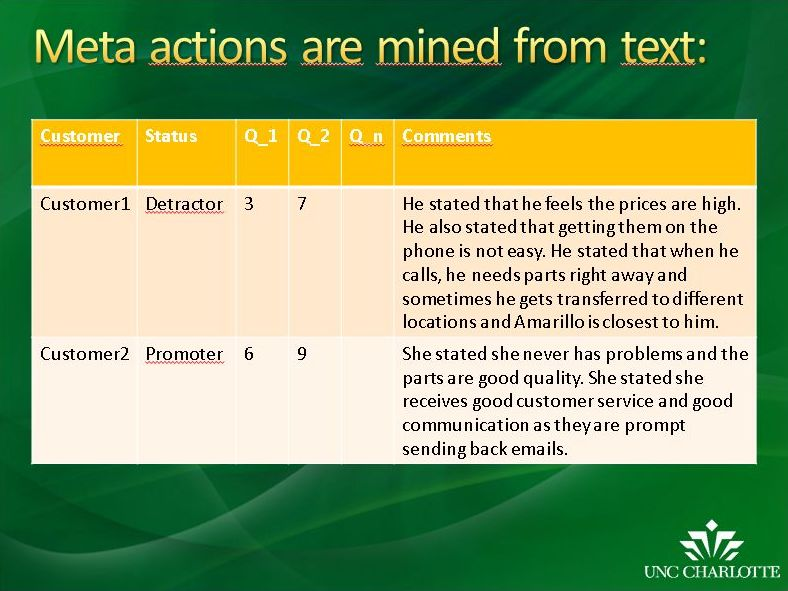 Meta actions are mined from text:
Customer Status Q_1 Q_2 Q_n Comments
Customer1 Detractor 3 7 He stated that he feels the prices are high.
He also stated that getting them on the
phone is not easy. He stated that when he
calls, he needs parts right away and
sometimes he gets transferred to different
locations and Amarillo is closest to him.
Customer2 Promoter 6 9 She stated she never has problems and the
parts are good quality. She stated she
receives good customer service and good
communication as they are prompt
sending back emails.
UNC CHARLOTTE